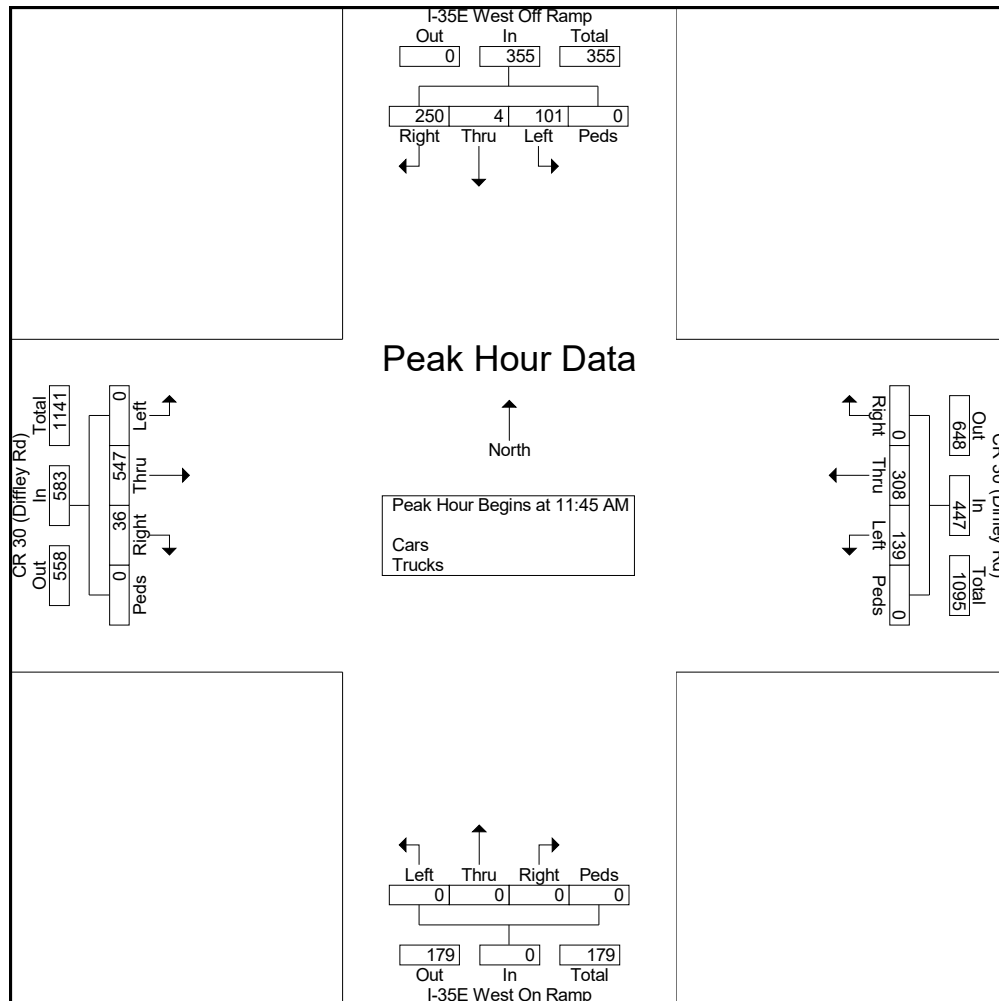 I-35E West Off Ramp
Out In Total
0 355 355
250 4 101 0
Right Thru Left Peds
Peak Hour Data
North
Peak Hour Begins at 11:45 AM
Cars
Trucks
CR 30 (Diffley Rd)
Out In Total
558 583 1141
0 547 36 0
Left Thru Right Peds
CR 30 (Diffley Rd)
Out In Total
648 447 1095
0 308 139 0
Right Thru Left Peds
Left Thru Right Peds
0 0 0 0
179 0 179
Out In Total
I-35E West On Ramp